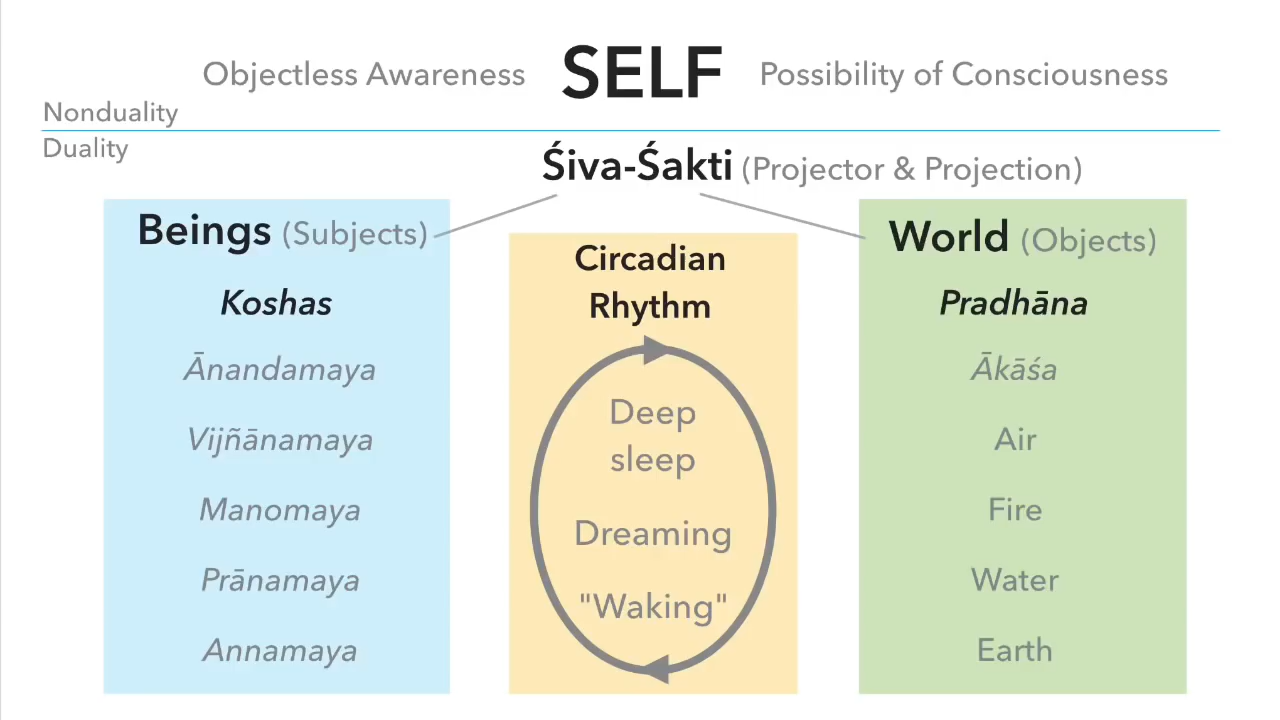 Objectless Awareness SELF Possibility of Consciousness
Nonduality
Duality
Śiva-Śakti (Projector & Projection)
Beings (Subjects)
Koshas
Ānandamaya
Vijñānamaya
Manomaya
Prānamaya
Annamaya
Circadian
Rhythm
Deep
sleep
Dreaming
"Waking"
World (Objects)
Pradhāna
Ākāśa
Air
Fire
Water
Earth